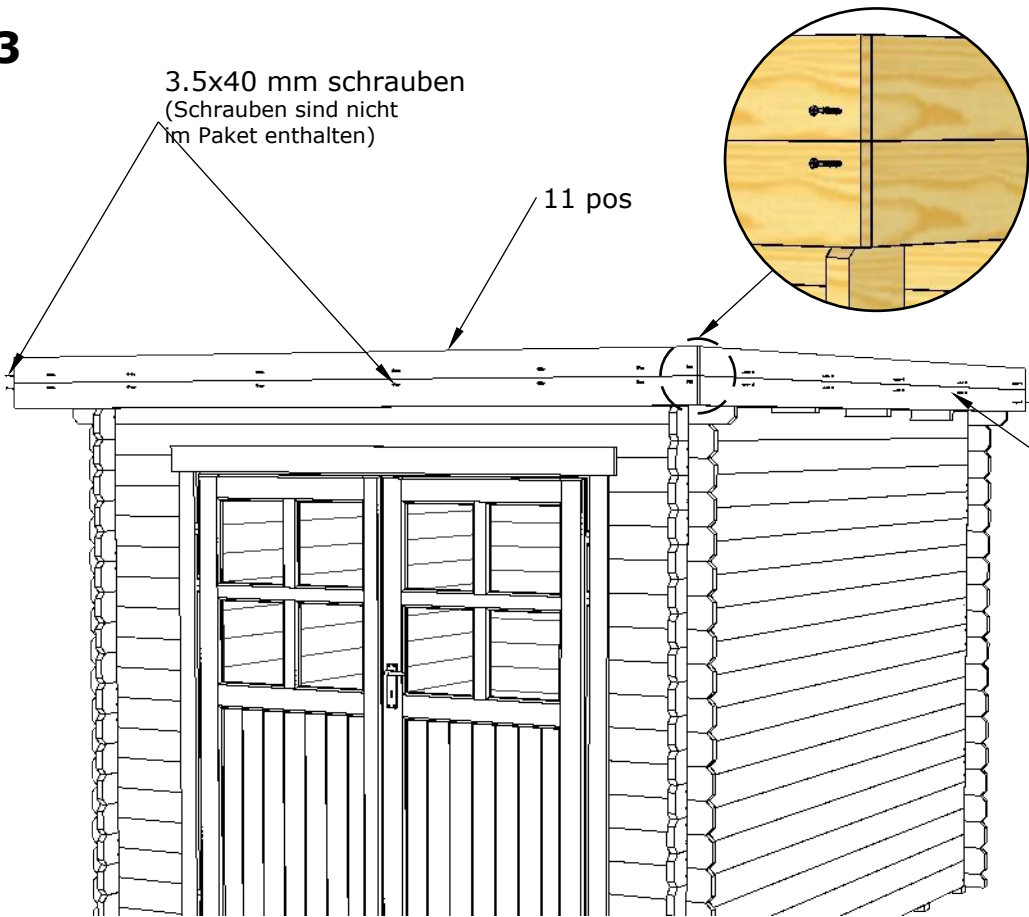 3
3.5x40 mm schrauben
(Schrauben sind nicht
im Paket enthalten)
11 pos